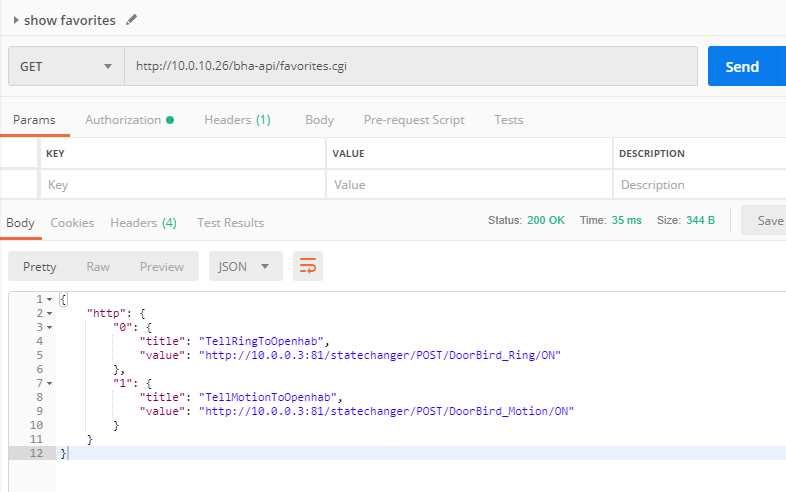 show favorites
GET http://10.0.10.26/bha-api/favorites.cgi Send
Params Authorization Headers (1) Body Pre-request Script Tests
KEY VALUE DESCRIPTION
Key Value Description
Body Cookies Headers (4) Test Results Status: 200 OK Time: 35 ms Size: 344 B Save
Pretty Raw Preview JSON
1 {
2 "http": {
3 "0": {
4 "title": "TellRingToOpenhab",
5 "value": "http://10.0.0.3:81/statechanger/POST/DoorBird_Ring/ON"
6 },
7 "1": {
8 "title": "TellMotionToOpenhab",
9 "value": "http://10.0.0.3:81/statechanger/POST/DoorBird_Motion/ON"
10 }
11 }
12 }